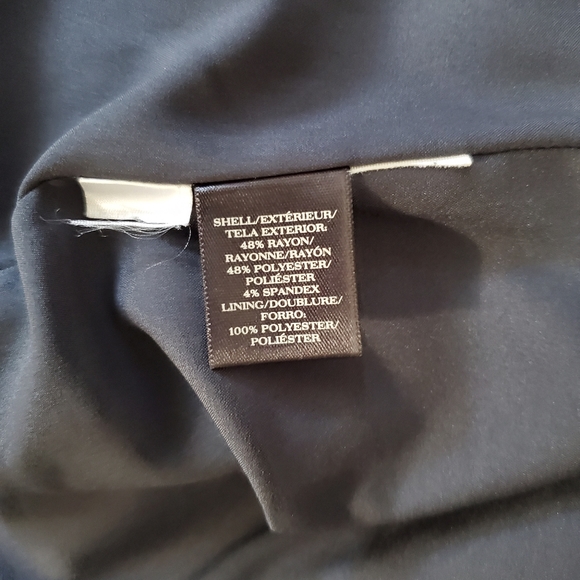 SHELL/EXTÉRIEUR/
TELA EXTERIOR:
48% RAYON/
RAYONNE/RAYÓN
48% POLYESTER/
POLIÉSTER
4% SPANDEX
LINING/DOUBLURE/
FORRO:
100% POLYESTER/
POLIÉSTER